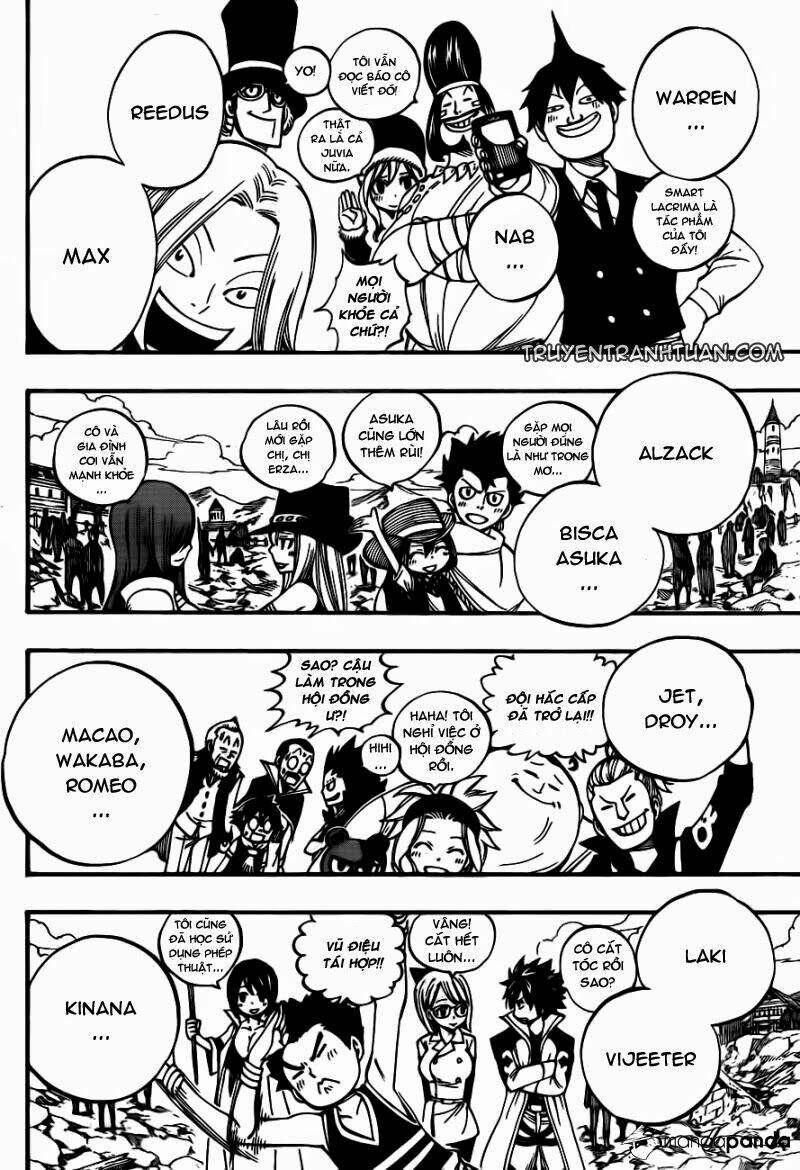 REEDUS
YO!
TÔI VẪN
ĐỌC BÁO CÔ
VIẾT ĐÓ!
THẬT
RA LÀ CẢ
JUVIA
NỮA.
WARREN
...
SMART
LACRIMA LÀ
TÁC PHẨM
CỦA TÔI
ĐẤY!
NAB
...
MAX
MỌI
NGƯỜI
KHỎE CẢ
CHỨ?!
TRUYENTRANHTUAN.COM
CÔ VÀ
GIA ĐÌNH
COI VẪN
MẠNH KHỎE
...
LÂU RỒI
MỚI GẶP
CHỊ, CHỊ
ERZA.
ASUKA
CŨNG LỚN
THÊM RÙI!
GẶP MỌI
NGƯỜI ĐÚNG
LÀ NHƯ TRONG
MƠ...
ALZACK
BISCA
ASUKA
...
MACAO,
WAKABA,
ROMEO
...
SAO? CẬU
LÀM TRONG
HỘI ĐỒNG
Ư?!
HIHI
...
HAHA! TÔI
NGHỈ VIỆC Ở
HỘI ĐỒNG
RỒI.
ĐỘI HẮC CẤP
ĐÃ TRỞ LẠI!!
JET,
DROY...
KINANA
...
TÔI CŨNG
ĐÃ HỌC SỬ
DỤNG PHÉP
THUẬT...
VŨ ĐIỆU
TÁI HỢP!!
VÂNG!
CẮT HẾT
LUÔN...
CÔ CẮT
TÓC RỒI
SAO?
LAKI
VIJEETER
mangapanda